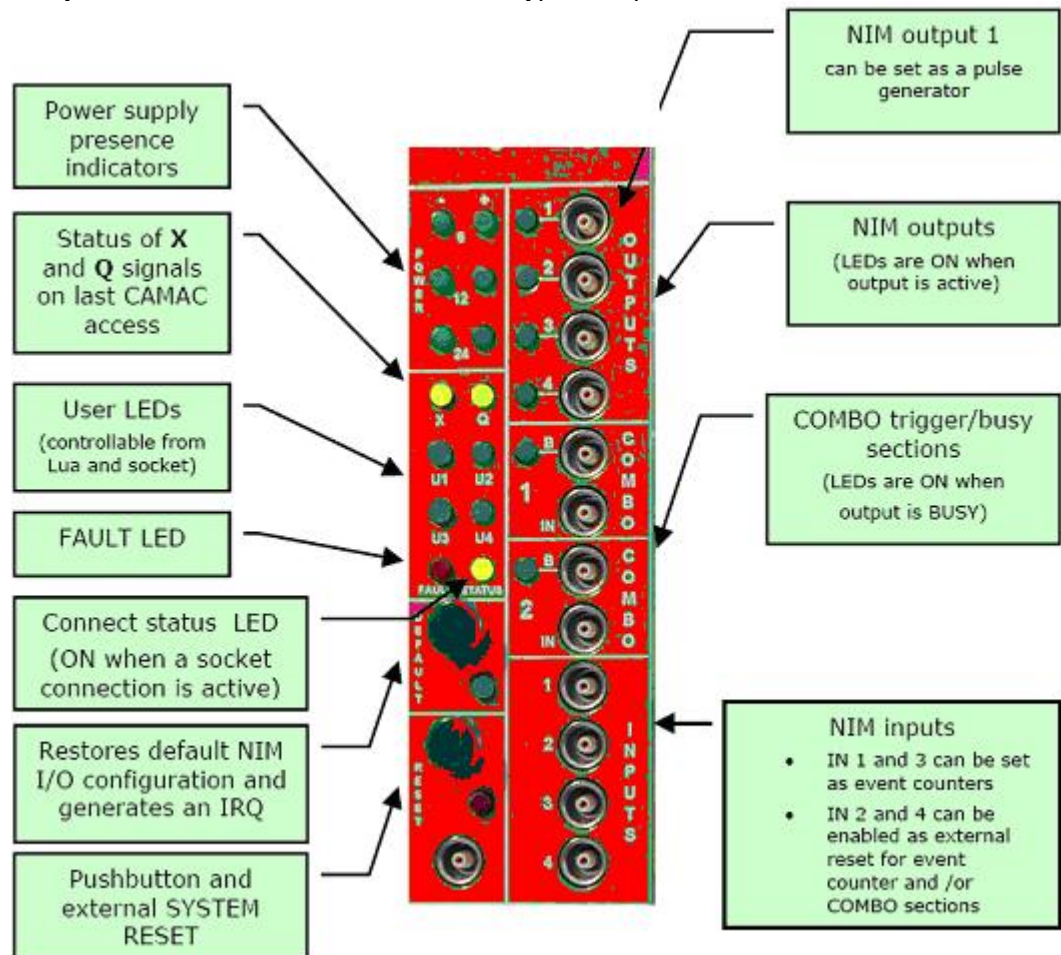 NIM output 1
can be set as a pulse
generator
Power supply
presence
indicators
Status of X
and Q signals
on last CAMAC
access
User LEDs
(controllable from
Lua and socket)
FAULT LED
Connect status LED
(ON when a socket
connection is active)
Restores default NIM
I/O configuration and
generates an IRQ
Pushbutton and
external SYSTEM
RESET
POWER
6
12
24
X Q
U1 U2
U3 U4
FAULT STATUS
DEFAULT
RESET
1
2
3
4
OUTPUTS
B
1
IN
COMBO
B
2
IN
COMBO
1
2
3
4
INPUTS
NIM outputs
(LEDs are ON when
output is active)
COMBO trigger/busy
sections
(LEDs are ON when
output is BUSY)
NIM inputs
• IN 1 and 3 can be set
as event counters
• IN 2 and 4 can be
enabled as external
reset for event
counter and /or
COMBO sections